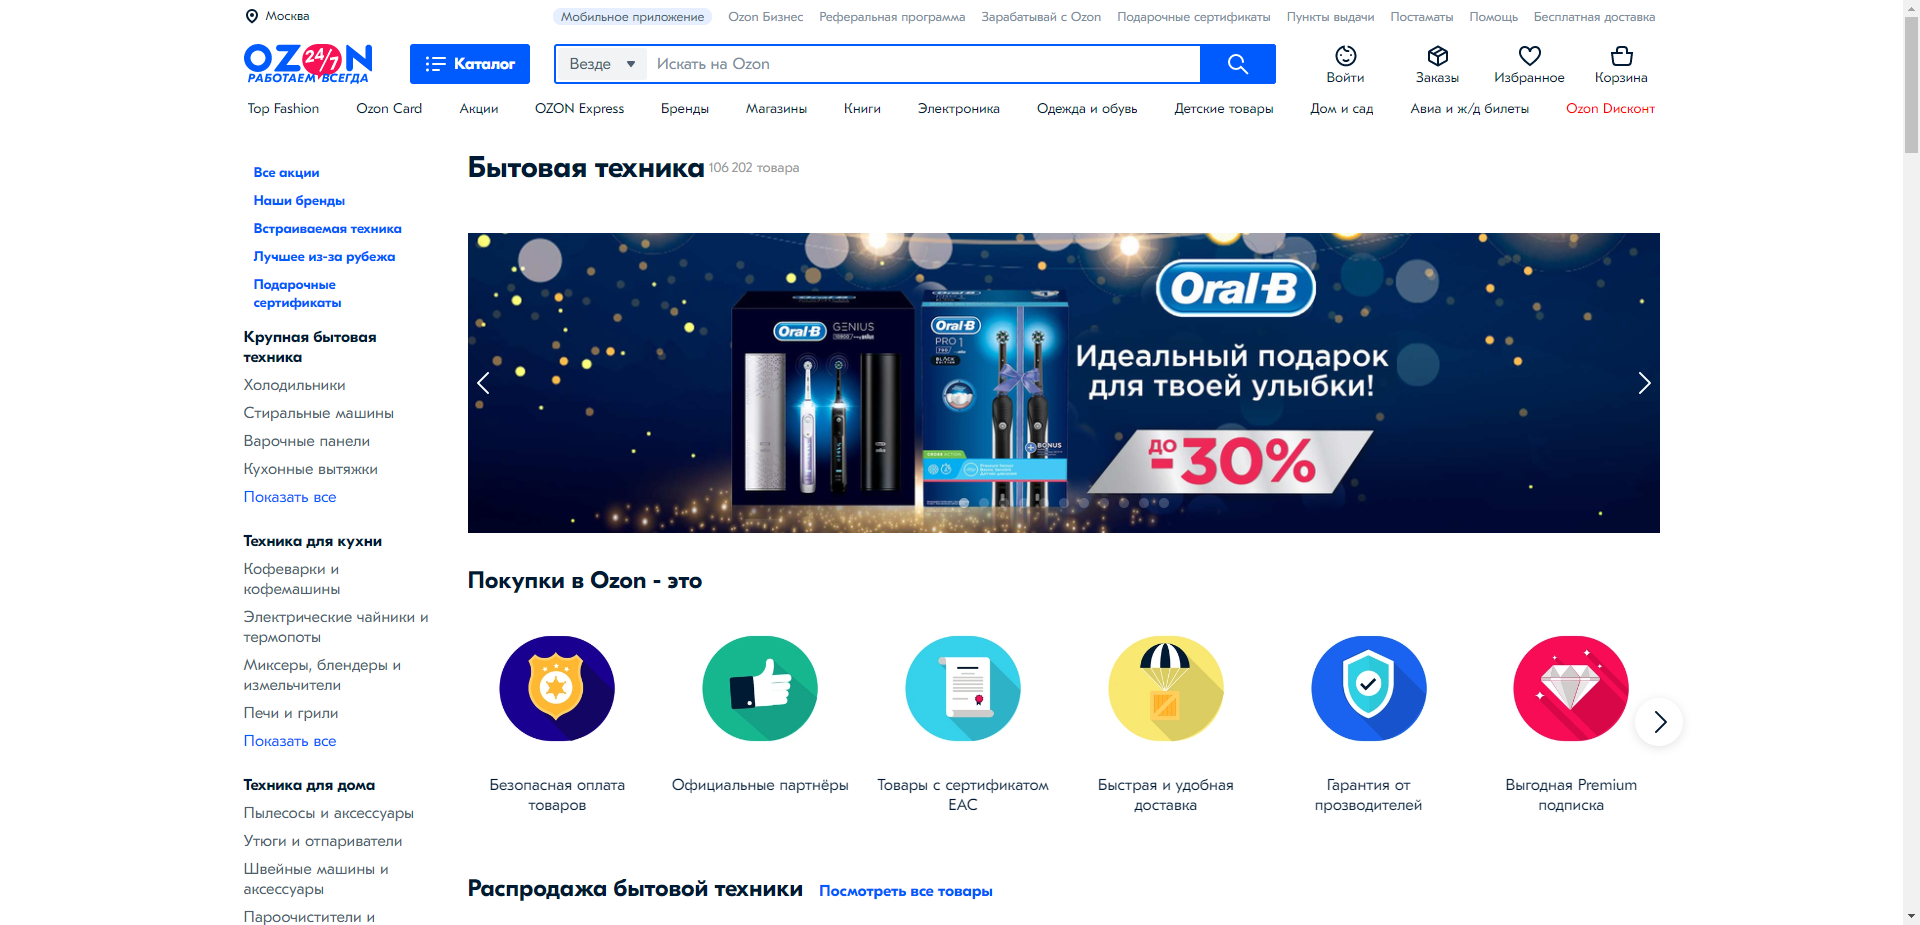 Москва
Мобильное приложение Ozon Бизнес Реферальная программа Зарабатывай с Ozon Подарочные сертификаты Пункты выдачи Постаматы Помощь Бесплатная доставка
OZON 24/7
РАБОТАЕМ ВСЕГДА
Каталог
Везде Искать на Ozon
Войти Заказы Избранное Корзина
Top Fashion Ozon Card Акции OZON Express Бренды Магазины Книги Электроника Одежда и обувь Детские товары Дом и сад Авиа и ж/д билеты Ozon Dисконт
Все акции
Наши бренды
Встраиваемая техника
Лучшее из-за рубежа
Подарочные
сертификаты
Крупная бытовая
техника
Холодильники
Стиральные машины
Варочные панели
Кухонные вытяжки
Показать все
Техника для кухни
Кофеварки и
кофемашины
Электрические чайники и
термопоты
Миксеры, блендеры и
измельчители
Печи и грили
Показать все
Техника для дома
Пылесосы и аксессуары
Утюги и отпариватели
Швейные машины и
аксессуары
Пароочистители и
Бытовая техника 106 202 товара
Oral-B
Идеальный подарок
для твоей улыбки!
до
-30%
Oral-B GENIUS
Oral-B
PRO 1
BLACK
BONUS
Покупки в Ozon - это
Безопасная оплата
товаров
Официальные партнёры
Товары с сертификатом
ЕАС
Быстрая и удобная
доставка
Гарантия от
прозводителей
Выгодная Premium
подписка
Распродажа бытовой техники Посмотреть все товары